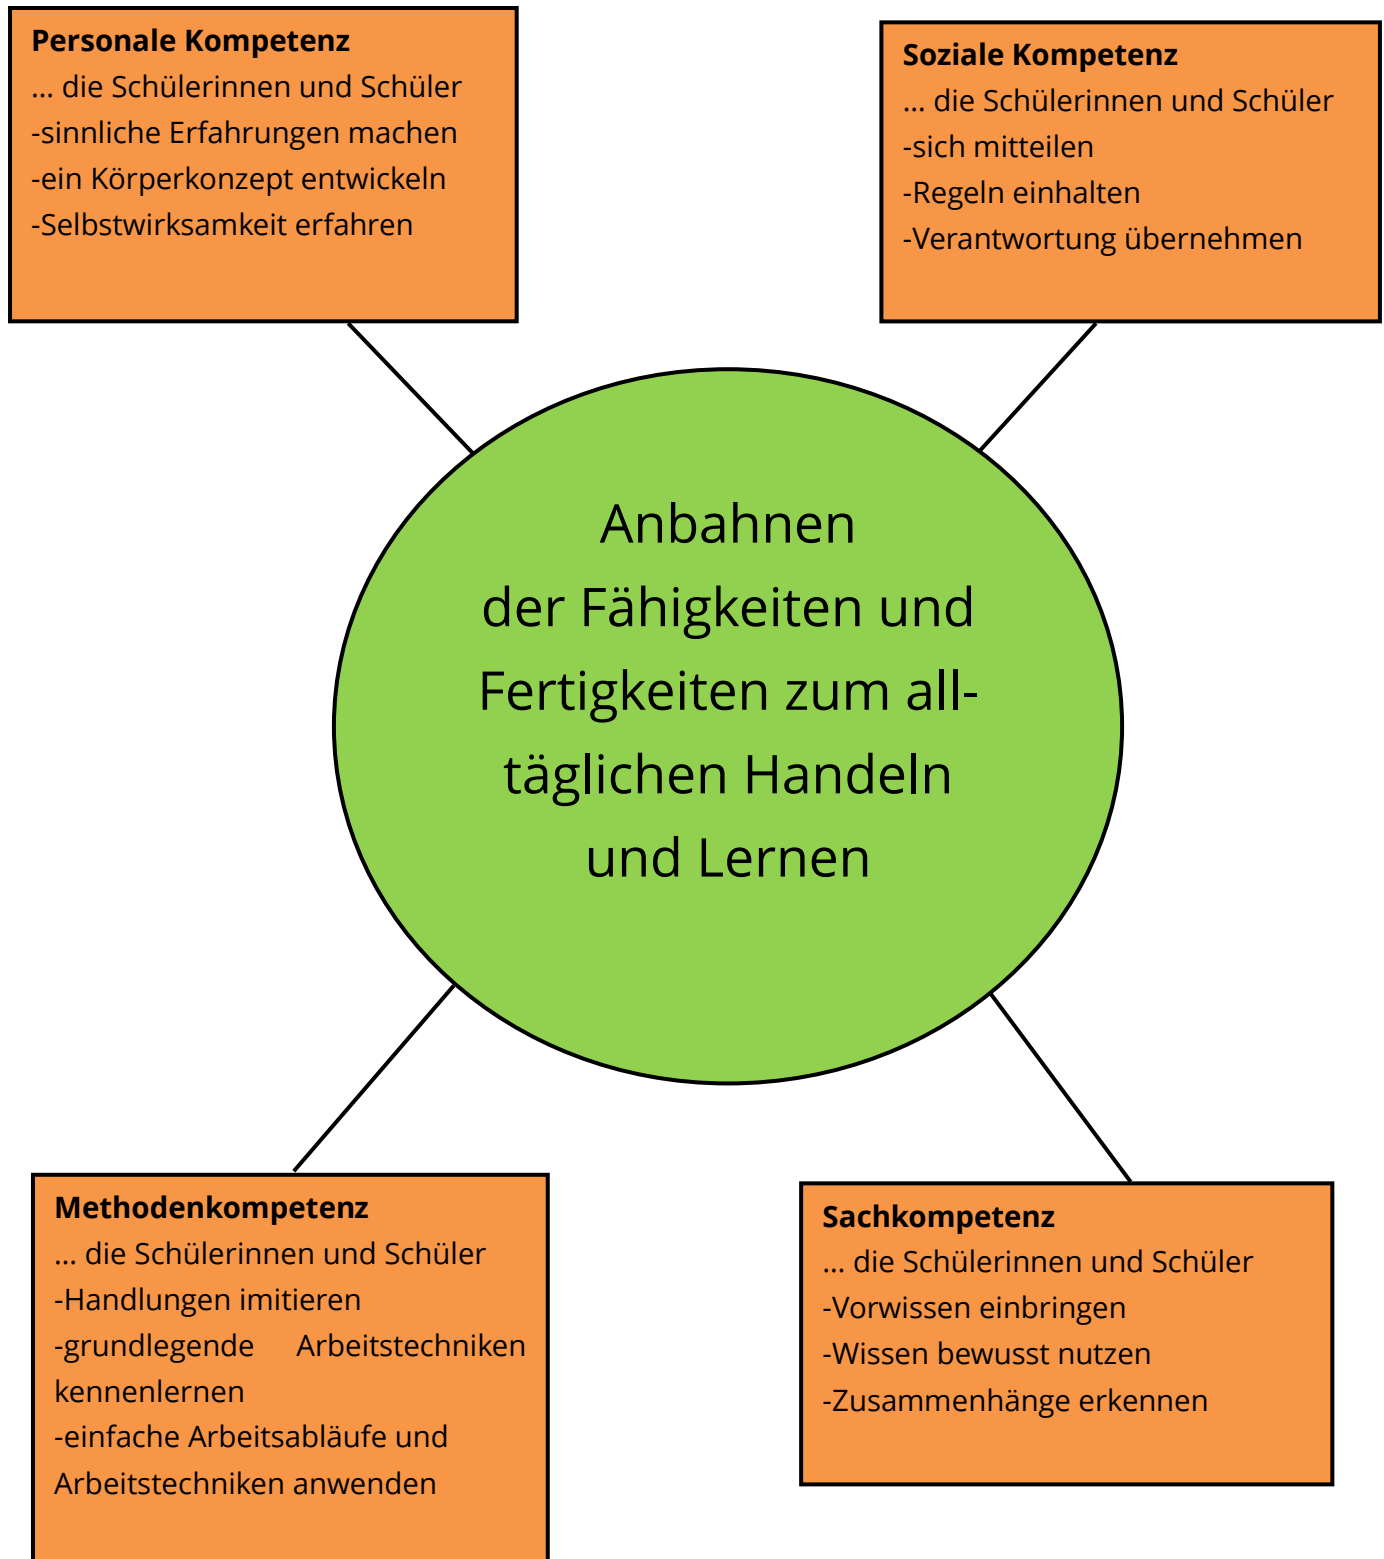 Personale Kompetenz
... die Schülerinnen und Schüler
-sinnliche Erfahrungen machen
-ein Körperkonzept entwickeln
-Selbstwirksamkeit erfahren
Soziale Kompetenz
... die Schülerinnen und Schüler
-sich mitteilen
-Regeln einhalten
-Verantwortung übernehmen
Anbahnen
der Fähigkeiten und
Fertigkeiten zum all-
täglichen Handeln
und Lernen
Methodenkompetenz
... die Schülerinnen und Schüler
-Handlungen imitieren
-grundlegende Arbeitstechniken
kennenlernen
-einfache Arbeitsabläufe und
Arbeitstechniken anwenden
Sachkompetenz
... die Schülerinnen und Schüler
-Vorwissen einbringen
-Wissen bewusst nutzen
-Zusammenhänge erkennen